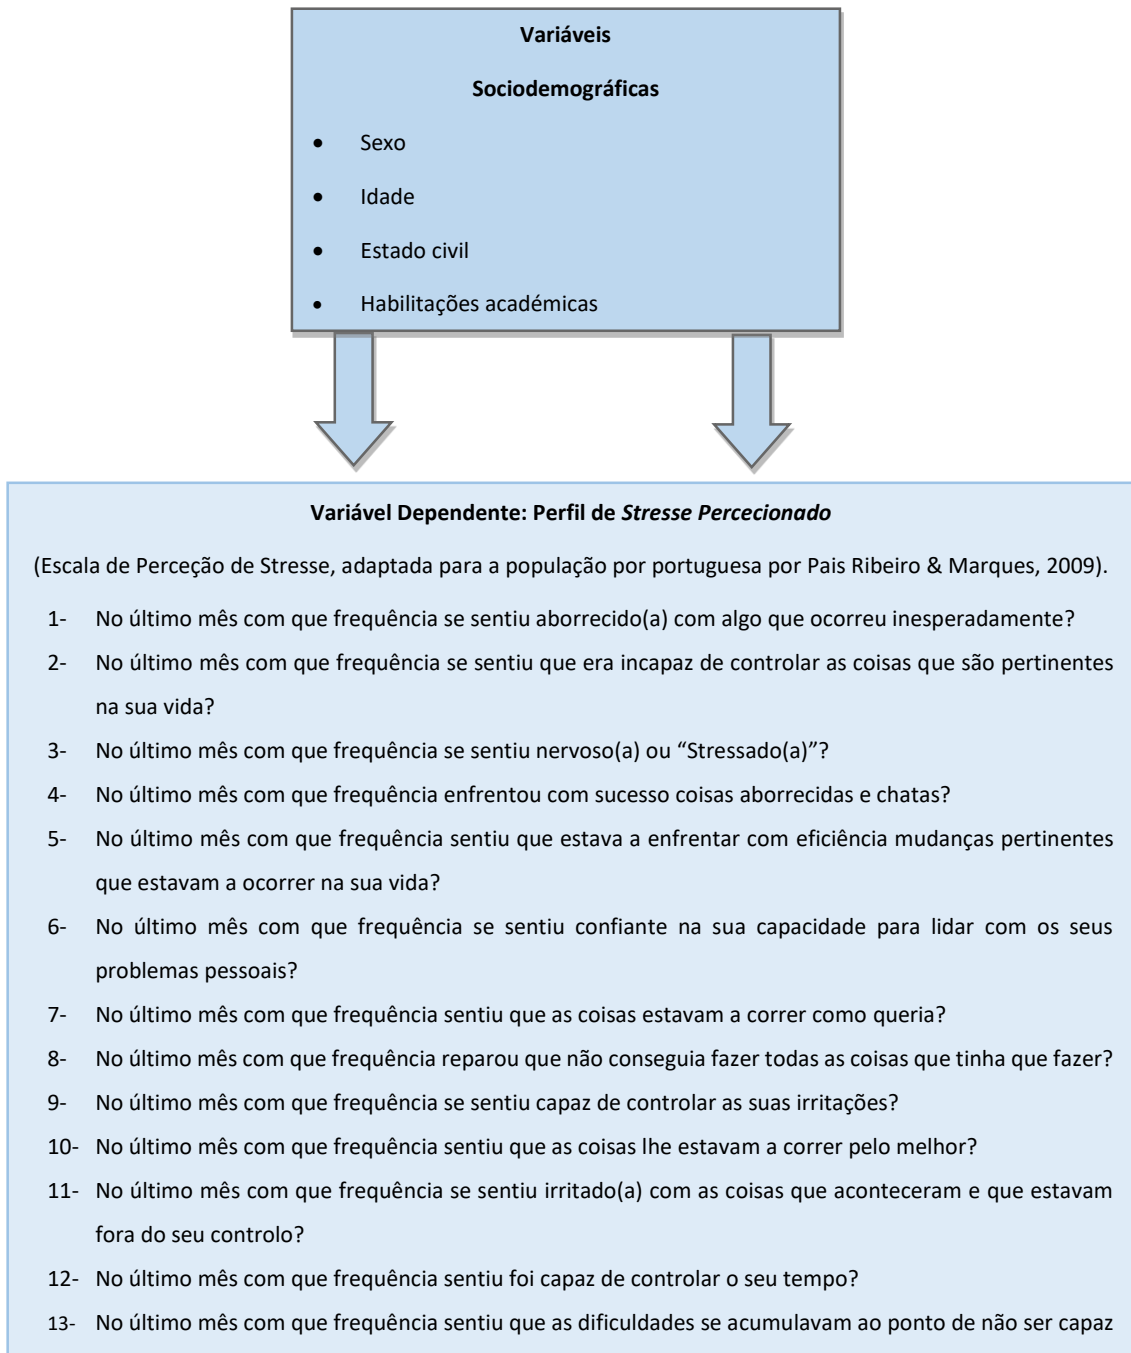 Variáveis
Sociodemográficas
• Sexo
• Idade
• Estado civil
• Habilitações académicas
Variável Dependente: Perfil de Stresse Percecionado
(Escala de Perceção de Stresse, adaptada para a população por portuguesa por Pais Ribeiro & Marques, 2009).
1- No último mês com que frequência se sentiu aborrecido(a) com algo que ocorreu inesperadamente?
2- No último mês com que frequência se sentiu que era incapaz de controlar as coisas que são pertinentes
na sua vida?
3- No último mês com que frequência se sentiu nervoso(a) ou “Stressado(a)”?
4- No último mês com que frequência enfrentou com sucesso coisas aborrecidas e chatas?
5- No último mês com que frequência sentiu que estava a enfrentar com eficiência mudanças pertinentes
que estavam a ocorrer na sua vida?
6- No último mês com que frequência se sentiu confiante na sua capacidade para lidar com os seus
problemas pessoais?
7- No último mês com que frequência sentiu que as coisas estavam a correr como queria?
8- No último mês com que frequência reparou que não conseguia fazer todas as coisas que tinha que fazer?
9- No último mês com que frequência se sentiu capaz de controlar as suas irritações?
10- No último mês com que frequência sentiu que as coisas lhe estavam a correr pelo melhor?
11- No último mês com que frequência se sentiu irritado(a) com as coisas que aconteceram e que estavam
fora do seu controlo?
12- No último mês com que frequência sentiu foi capaz de controlar o seu tempo?
13- No último mês com que frequência sentiu que as dificuldades se acumulavam ao ponto de não ser capaz